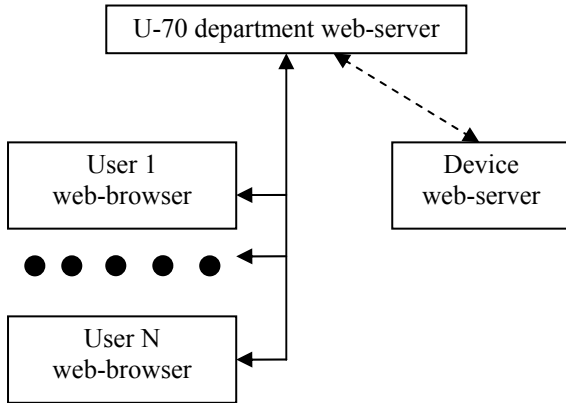 U-70 department web-server
User 1
web-browser
Device
web-server
User N
web-browser